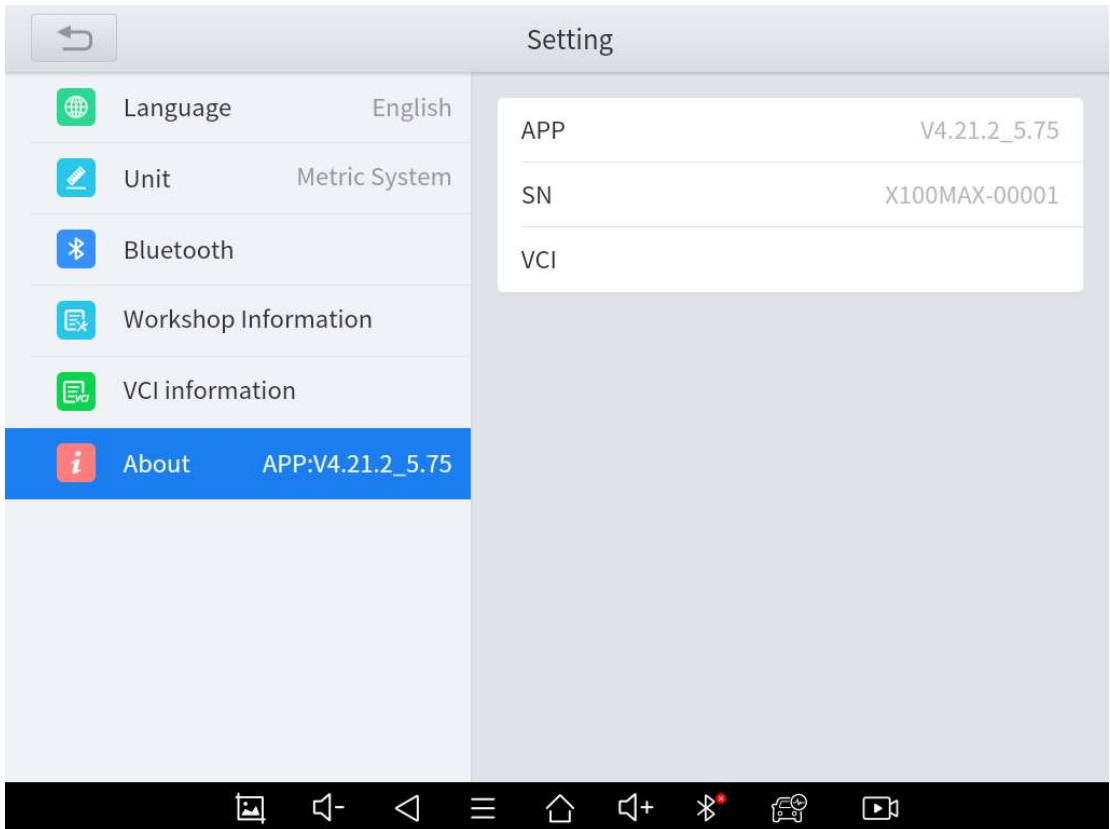 Setting
Language English
Unit Metric System
Bluetooth
Workshop Information
VCI information
About APP:V4.21.2_5.75
APP V4.21.2_5.75
SN X100MAX-00001
VCI